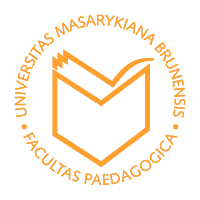 UNIVERSITAS MASARYKIANA BRUNENSIS
• FACULTAS PAEDAGOGICA •